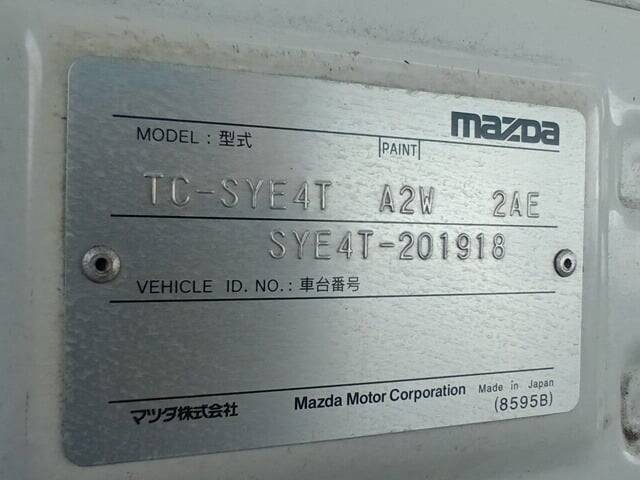 mazda
MODEL : 型式 PAINT
TC-SYE4T A2W 2AE
SYE4T-201918
VEHICLE ID. NO. : 車台番号
マツダ株式会社 Mazda Motor Corporation Made in Japan
(8595B)